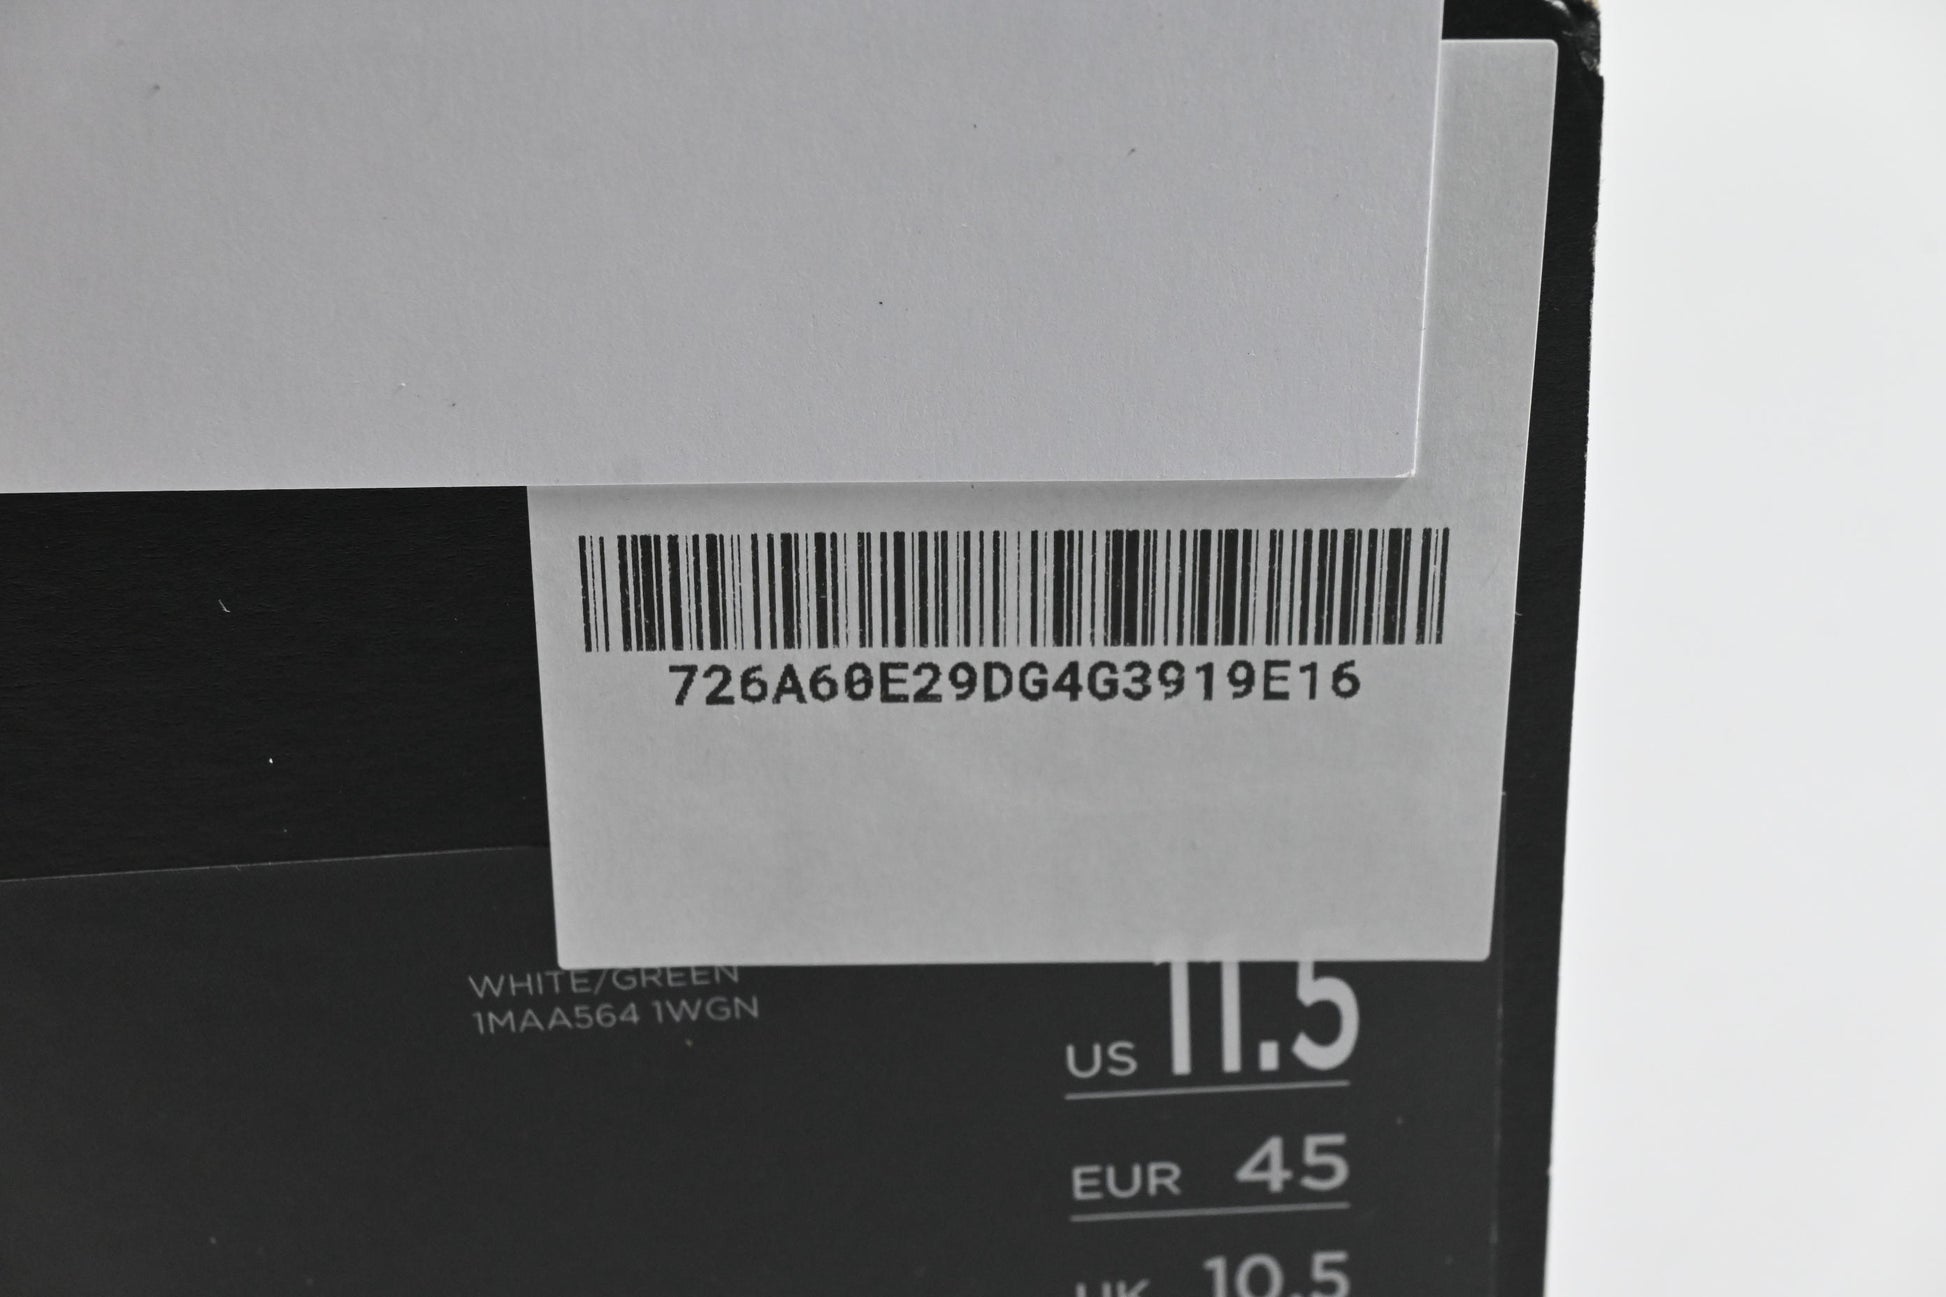 726A60E29DG4G3919E16
WHITE/GREEN
1MAA564 1WGN
US 11.5
EUR 45
UK 10.5